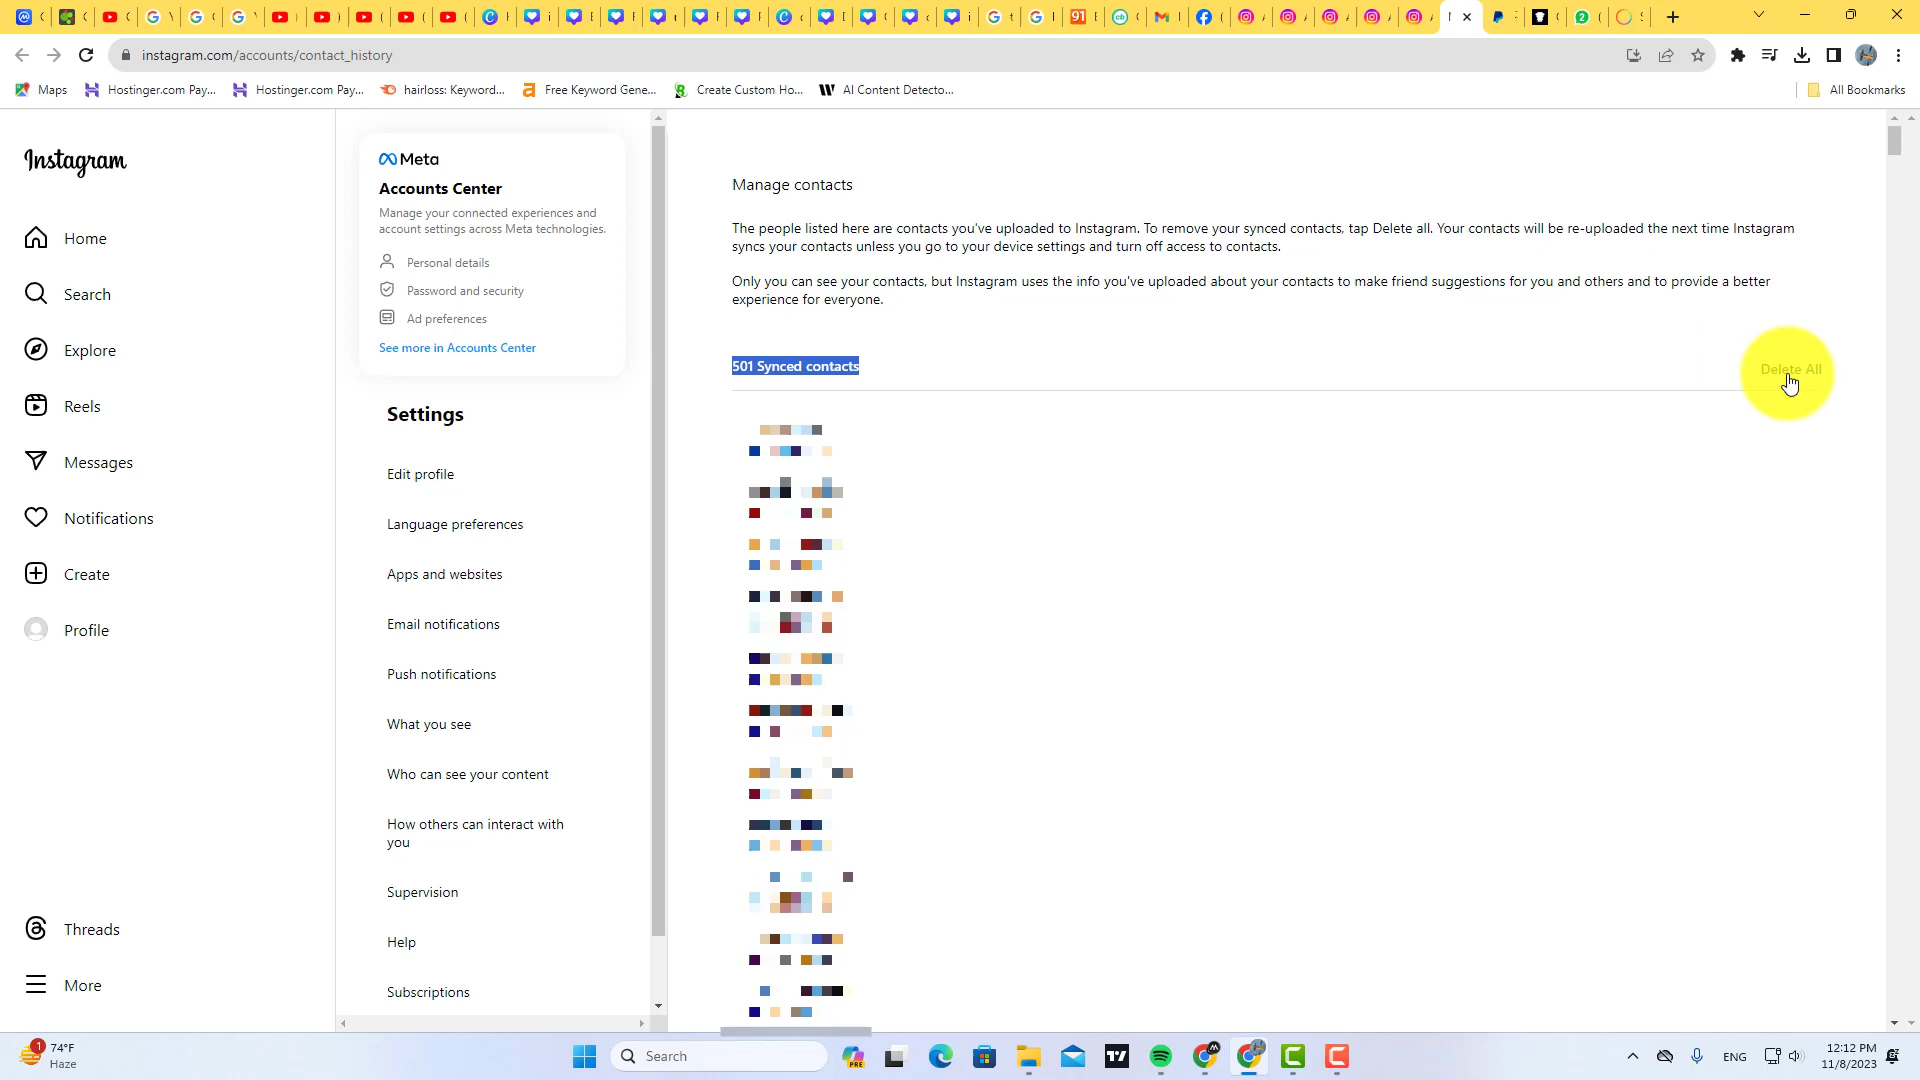 instagram.com/accounts/contact_history
Maps
Hostinger.com Pay...
Hostinger.com Pay...
hairloss: Keyword...
Free Keyword Gene...
Create Custom Ho...
AI Content Detecto...
All Bookmarks
Instagram
Home
Search
Explore
Reels
Messages
Notifications
Create
Profile
Threads
More
Meta
Accounts Center
Manage your connected experiences and
account settings across Meta technologies.
Personal details
Password and security
Ad preferences
See more in Accounts Center
Settings
Edit profile
Language preferences
Apps and websites
Email notifications
Push notifications
What you see
Who can see your content
How others can interact with
you
Supervision
Help
Subscriptions
Manage contacts
The people listed here are contacts you've uploaded to Instagram. To remove your synced contacts, tap Delete all. Your contacts will be re-uploaded the next time Instagram
syncs your contacts unless you go to your device settings and turn off access to contacts.
Only you can see your contacts, but Instagram uses the info you've uploaded about your contacts to make friend suggestions for you and others and to provide a better
experience for everyone.
501 Synced contacts
Delete All
1
74°F
Haze
Search
PRE
ENG
12:12 PM
11/8/2023